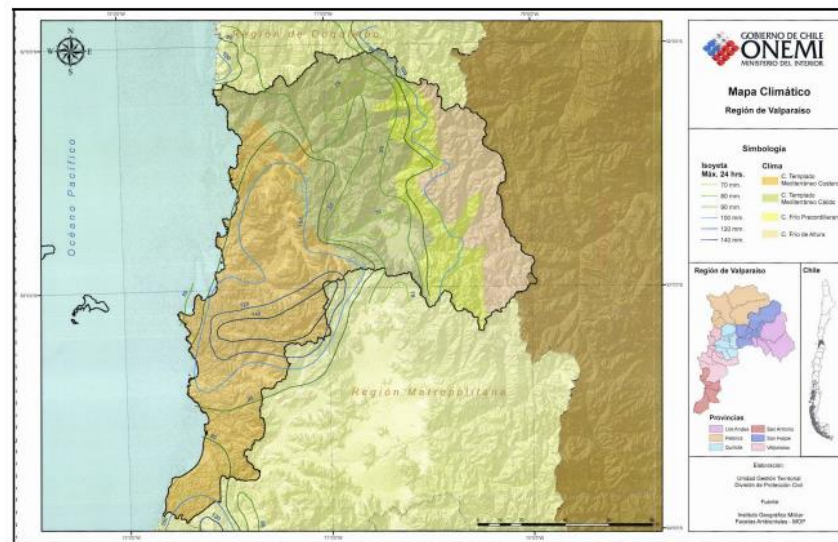 Región de Coquimbo
N
W E
S
Océano Pacífico
Región Metropolitana
GOBIERNO DE CHILE
ONEMI
MINISTERIO DEL INTERIOR
Mapa Climático
Región de Valparaíso
Simbología
Isoyeta
Máx. 24 hrs.
70 mm.
80 mm.
90 mm.
100 mm.
120 mm.
140 mm.
Clima
C. Templado
Mediterráneo Costero
C. Templado
Mediterráneo Cálido
C. Frío Precordillerano
C. Frío de Altura
Región de Valparaíso
Chile
Provincias
Los Andes
Petorca
Quillota
San Antonio
San Felipe
Valparaíso
Elaboración:
Unidad Gestión Territorial
División de Protección Civil
Fuente
Instituto Geográfico Militar
Facetas Ambientales - MOP